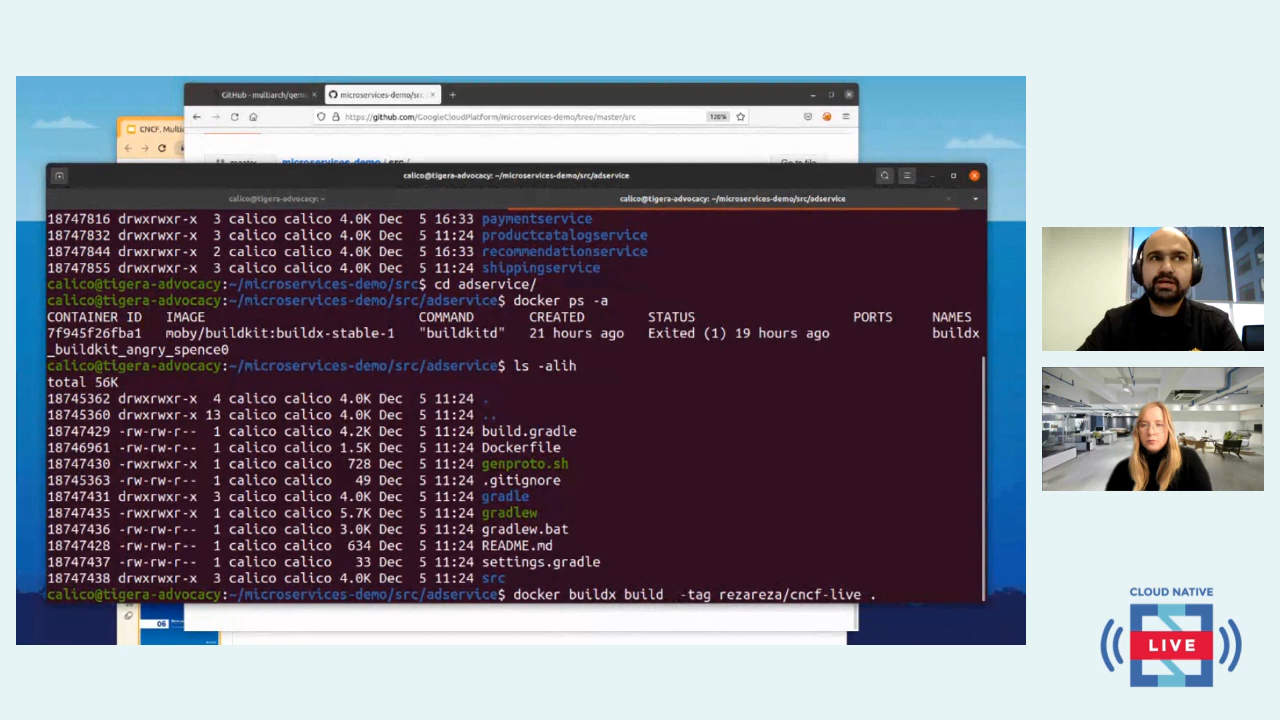 GitHub - multiarch/qem
microservices-demo/src
CNCF. Multia
https://github.com/GoogleCloudPlatform/microservices-demo/tree/master/src
120%
master
microservices-demo / src /
Go to file
calico@tigera-advocacy: ~/microservices-demo/src/adservice
calico@tigera-advocacy: ~
calico@tigera-advocacy: ~/microservices-demo/src/adservice
18747816 drwxrwxr-x 3 calico calico 4.0K Dec 5 16:33 paymentservice
18747832 drwxrwxr-x 3 calico calico 4.0K Dec 5 11:24 productcatalogservice
18747844 drwxrwxr-x 2 calico calico 4.0K Dec 5 16:33 recommendationservice
18747855 drwxrwxr-x 3 calico calico 4.0K Dec 5 11:24 shippingservice
calico@tigera-advocacy:~/microservices-demo/src$ cd adservice/
calico@tigera-advocacy:~/microservices-demo/src/adservice$ docker ps -a
CONTAINER ID IMAGE COMMAND CREATED STATUS PORTS NAMES
7f945f26fba1 moby/buildkit:buildx-stable-1 "buildkitd" 21 hours ago Exited (1) 19 hours ago buildx
_buildkit_angry_spence0
calico@tigera-advocacy:~/microservices-demo/src/adservice$ ls -alih
total 56K
18745362 drwxrwxr-x 4 calico calico 4.0K Dec 5 11:24 .
18745360 drwxrwxr-x 13 calico calico 4.0K Dec 5 11:24 ..
18747429 -rw-rw-r-- 1 calico calico 4.2K Dec 5 11:24 build.gradle
18746961 -rw-rw-r-- 1 calico calico 1.5K Dec 5 11:24 Dockerfile
18747430 -rwxrwxr-x 1 calico calico 728 Dec 5 11:24 genproto.sh
18745363 -rw-rw-r-- 1 calico calico 49 Dec 5 11:24 .gitignore
18747431 drwxrwxr-x 3 calico calico 4.0K Dec 5 11:24 gradle
18747435 -rwxrwxr-x 1 calico calico 5.7K Dec 5 11:24 gradlew
18747436 -rw-rw-r-- 1 calico calico 3.0K Dec 5 11:24 gradlew.bat
18747428 -rw-rw-r-- 1 calico calico 634 Dec 5 11:24 README.md
18747437 -rw-rw-r-- 1 calico calico 33 Dec 5 11:24 settings.gradle
18747438 drwxrwxr-x 3 calico calico 4.0K Dec 5 11:24 src
calico@tigera-advocacy:~/microservices-demo/src/adservice$ docker buildx build -tag rezareza/cncf-live .
06
CLOUD NATIVE
LIVE